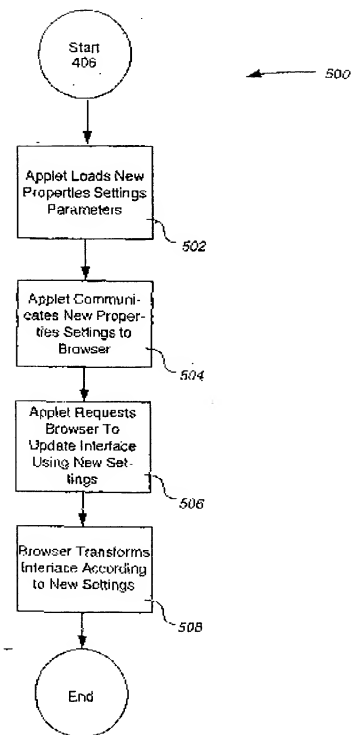 Start
406
500
Applet Loads New
Properties Settings
Parameters
502
Applet Communi-
cates New Proper-
ties Settings to
Browser
504
Applet Requests
Browser To
Update Interface
Using New Set-
tings
506
Browser Transforms
Interface According
to New Settings
508
End